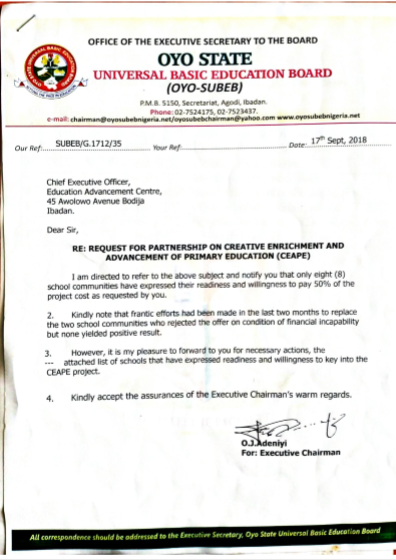 OFFICE OF THE EXECUTIVE SECRETARY TO THE BOARD
OYO STATE
UNIVERSAL BASIC EDUCATION BOARD
(OYO-SUBEB)
P.M.B. 5150, Secretariat, Agodi, Ibadan.
Phone: 02-7524175, 02-7523437.
e-mail: chairman@oyosubebnigeria.net/oyosubebchairman@yahoo.com www.oyosubebnigeria.net
Our Ref: SUBEB/G.1712/35 Your Ref: Date: 17th Sept, 2018
Chief Executive Officer,
Education Advancement Centre,
45 Awolowo Avenue Bodija
Ibadan.
Dear Sir,
RE: REQUEST FOR PARTNERSHIP ON CREATIVE ENRICHMENT AND
ADVANCEMENT OF PRIMARY EDUCATION (CEAPE)
I am directed to refer to the above subject and notify you that only eight (8)
school communities have expressed their readiness and willingness to pay 50% of the
project cost as requested by you.
2. Kindly note that frantic efforts had been made in the last two months to replace
the two school communities who rejected the offer on condition of financial incapability
but none yielded positive result.
3. However, it is my pleasure to forward to you for necessary actions, the
--- attached list of schools that have expressed readiness and willingness to key into the
CEAPE project.
4. Kindly accept the assurances of the Executive Chairman's warm regards.
O.J.Adeniyi
For: Executive Chairman
All correspondence should be addressed to the Executive Secretary, Oyo State Universal Basic Education Board